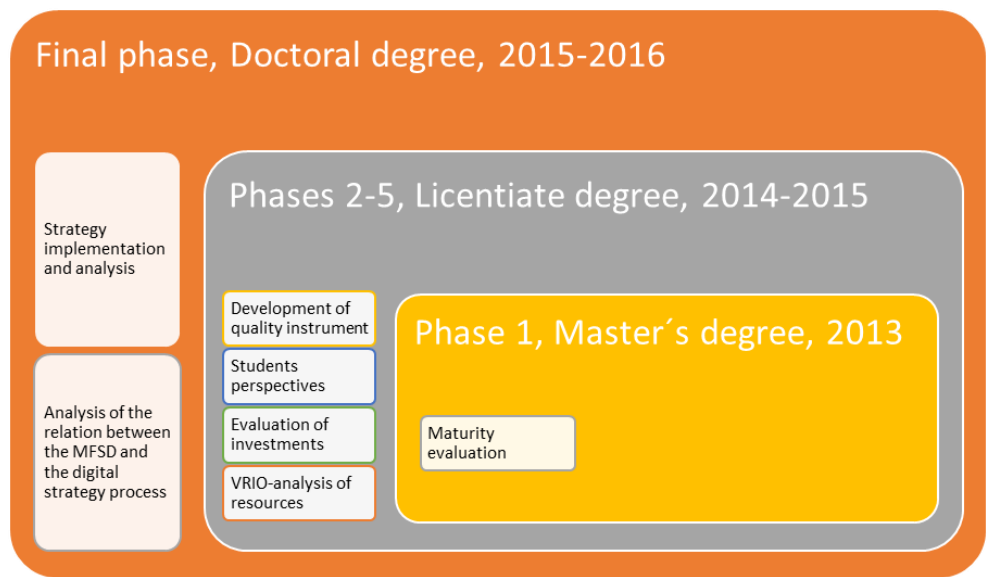 Final phase, Doctoral degree, 2015-2016
Strategy
implementation
and analysis
Analysis of the
relation between
the MFSD and
the digital
strategy process
Phases 2-5, Licentiate degree, 2014-2015
Development of
quality instrument
Students
perspectives
Evaluation of
investments
VRIO-analysis of
resources
Phase 1, Master´s degree, 2013
Maturity
evaluation